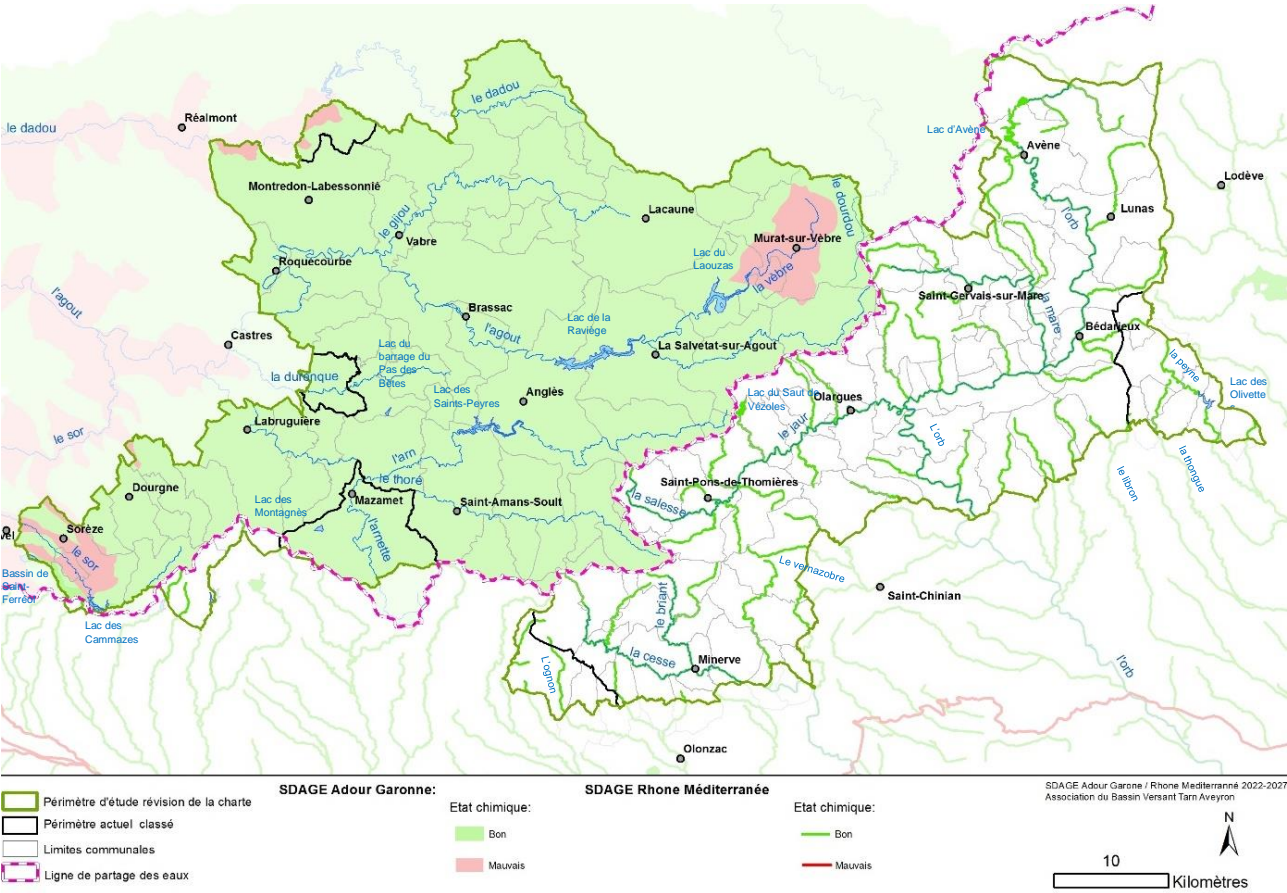 le dadou
Réalmont
le dadou
Lac d'Avène
Avène
Lodève
Montredon-Labessonnié
Lacaune
le dourdou
Lunas
le gijou
Vabre
l'orb
Murat-sur-Vèbre
Lac du
Laouzas
la vèbre
Roquecourbe
Saint-Gervais-sur-Mare
l'agout
Brassac
Lac de la
Raviège
la mare
Bédarieux
Castres
l'agout
La Salvetat-sur-Agout
Lac du
barrage du
Pas des
Bêtes
la peyne
la durenque
Lac des
Saints-Peyres
Anglès
Lac du Saut de
Vézoles
Olargues
Lac des
Olivette
Labruguière
le jaur
L'orb
le sor
l'arn
la thongue
le libron
Dourgne
Lac des
Montagnès
le thoré
Mazamet
Saint-Amans-Soult
Saint-Pons-de-Thomières
la salesse
Sorèze
vel
le sor
l'arnette
Bassin de
Saint-
Ferréol
Le vernazobre
Saint-Chinian
Lac des
Cammazes
le briant
la cesse
Minerve
L'ognon
l'orb
Olonzac
Périmètre d'étude révision de la charte
Périmètre actuel classé
Limites communales
Ligne de partage des eaux
SDAGE Adour Garonne:
Etat chimique:
Bon
Mauvais
SDAGE Rhone Méditerranée
Etat chimique:
Bon
Mauvais
SDAGE Adour Garone / Rhone Mediterranné 2022-2027
Association du Bassin Versant Tarn Aveyron
N
10
Kilomètres